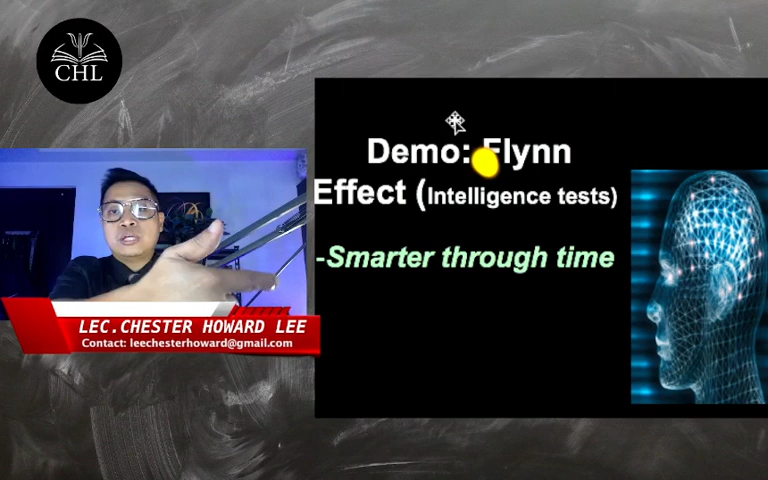 CHL
Demo: Flynn
Effect (Intelligence tests)
-Smarter through time
LEC.CHESTER HOWARD LEE
Contact: leechesterhoward@gmail.com